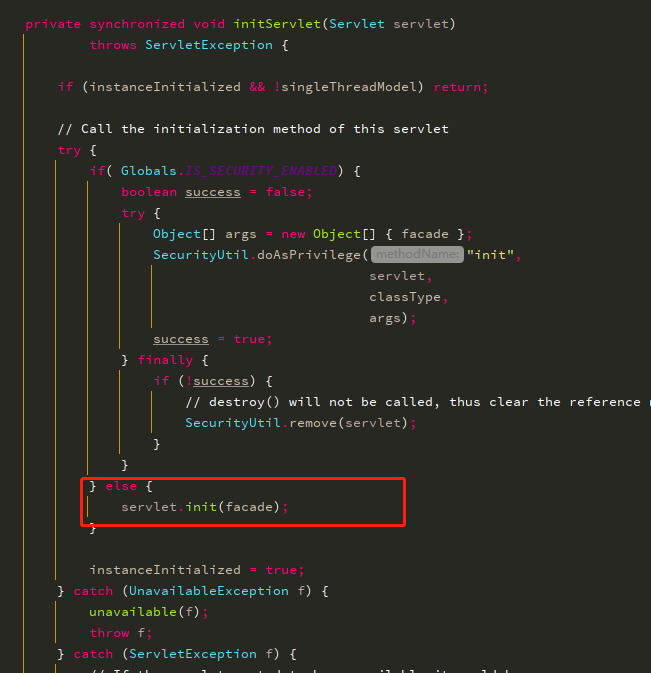 private synchronized void initServlet(Servlet servlet)
throws ServletException {
if (instanceInitialized && !singleThreadModel) return;
// Call the initialization method of this servlet
try {
if( Globals.IS_SECURITY_ENABLED) {
boolean success = false;
try {
Object[] args = new Object[] { facade };
SecurityUtil.doAsPrivilege( methodName: "init",
servlet,
classType,
args);
success = true;
} finally {
if (!success) {
// destroy() will not be called, thus clear the reference
SecurityUtil.remove(servlet);
}
}
} else {
servlet.init(facade);
}
instanceInitialized = true;
} catch (UnavailableException f) {
unavailable(f);
throw f;
} catch (ServletException f) {